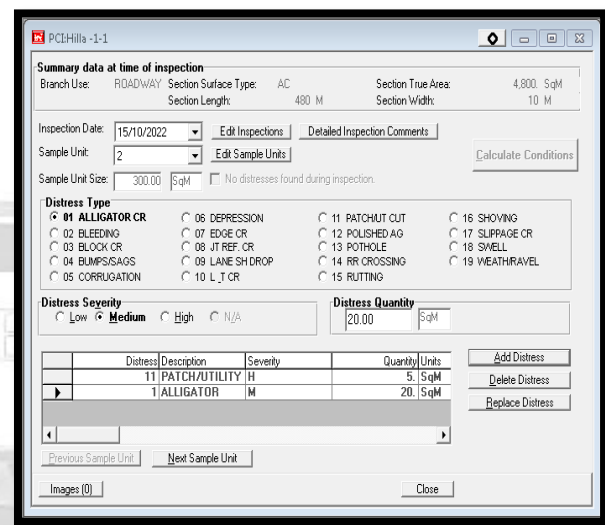 PCI:Hilla -1-1
Summary data at time of inspection
Branch Use: ROADWAY Section Surface Type: AC Section True Area: 4,800. SqM
Section Length: 480 M Section Width: 10 M
Inspection Date: 15/10/2022 Edit Inspections Detailed Inspection Comments
Sample Unit: 2 Edit Sample Units Calculate Conditions
Sample Unit Size: 300.00 SqM No distresses found during inspection.
Distress Type
01 ALLIGATOR CR 06 DEPRESSION 11 PATCH/UT CUT 16 SHOVING
02 BLEEDING 07 EDGE CR 12 POLISHED AG 17 SLIPPAGE CR
03 BLOCK CR 08 JT REF. CR 13 POTHOLE 18 SWELL
04 BUMPS/SAGS 09 LANE SH DROP 14 RR CROSSING 19 WEATH/RAVEL
05 CORRUGATION 10 L_T CR 15 RUTTING
Distress Severity Distress Quantity
Low Medium High N/A 20.00 SqM
Distress Description Severity Quantity Units Add Distress
11 PATCH/UTILITY H 5. SqM Delete Distress
1 ALLIGATOR M 20. SqM Replace Distress
Previous Sample Unit Next Sample Unit
Images (0) Close